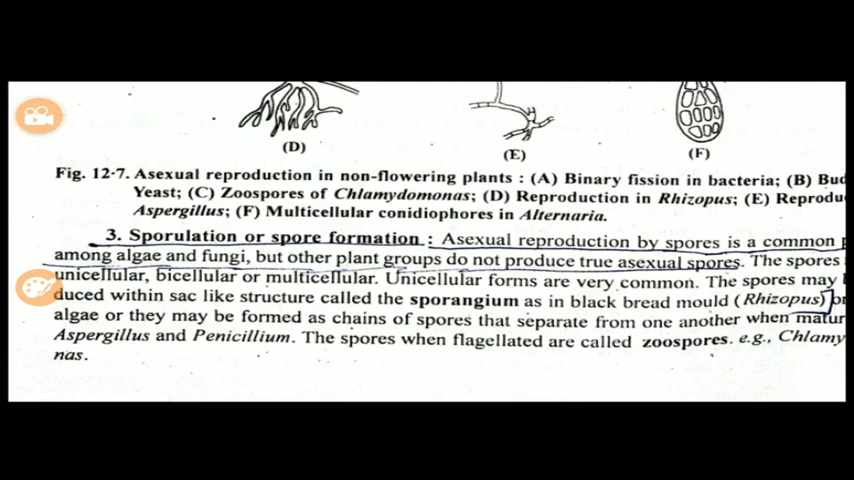 (D)
(E)
(F)
Fig. 12·7. Asexual reproduction in non-flowering plants : (A) Binary fission in bacteria; (B) Bud
Yeast; (C) Zoospores of Chlamydomonas; (D) Reproduction in Rhizopus; (E) Reprodu
Aspergillus; (F) Multicellular conidiophores in Alternaria.
3. Sporulation or spore formation : Asexual reproduction by spores is a common
among algae and fungi, but other plant groups do not produce true asexual spores. The spores
unicellular, bicellular or multicellular. Unicellular forms are very common. The spores may
duced within sac like structure called the sporangium as in black bread mould (Rhizopus) or
algae or they may be formed as chains of spores that separate from one another when matur
Aspergillus and Penicillium. The spores when flagellated are called zoospores. e.g., Chlamy
nas.